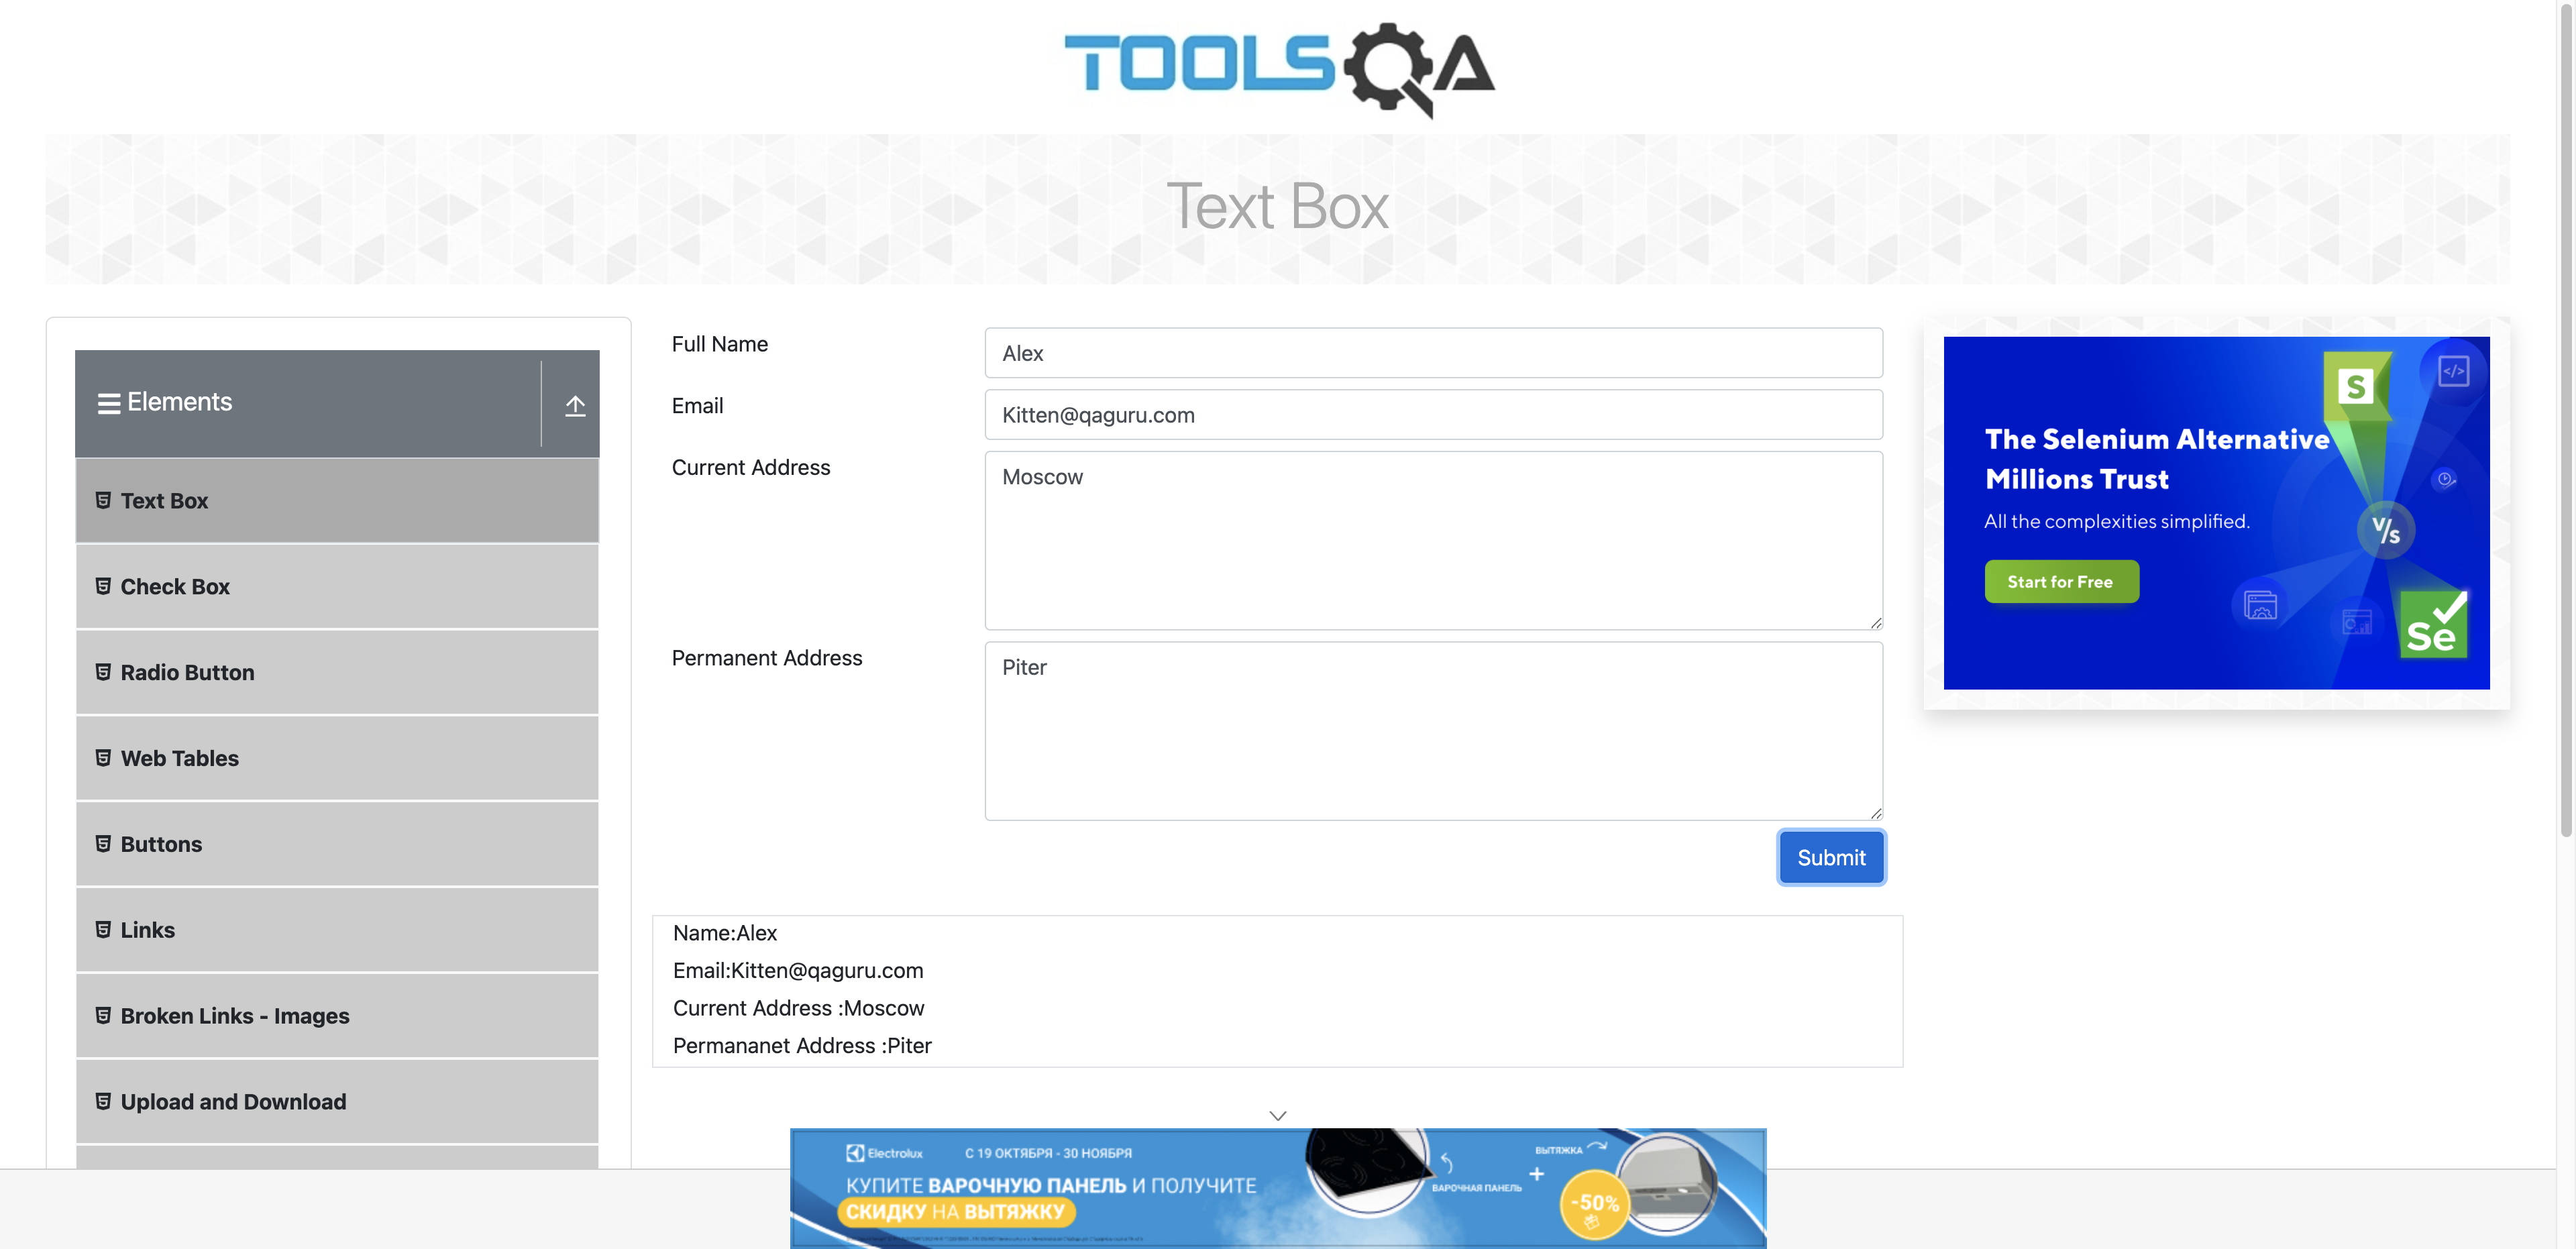 TOOLSQA
Text Box
Elements
Text Box
Check Box
Radio Button
Web Tables
Buttons
Links
Broken Links - Images
Upload and Download
Full Name
Alex
Email
Kitten@qaguru.com
Current Address
Moscow
Permanent Address
Piter
Submit
Name:Alex
Email:Kitten@qaguru.com
Current Address :Moscow
Permananet Address :Piter
The Selenium Alternative
Millions Trust
All the complexities simplified.
Start for Free
S
</>
V/s
Se
Electrolux
С 19 ОКТЯБРЯ - 30 НОЯБРЯ
КУПИТЕ ВАРОЧНУЮ ПАНЕЛЬ И ПОЛУЧИТЕ
СКИДКУ НА ВЫТЯЖКУ
ВАРОЧНАЯ ПАНЕЛЬ
+
ВЫТЯЖКА
-50%